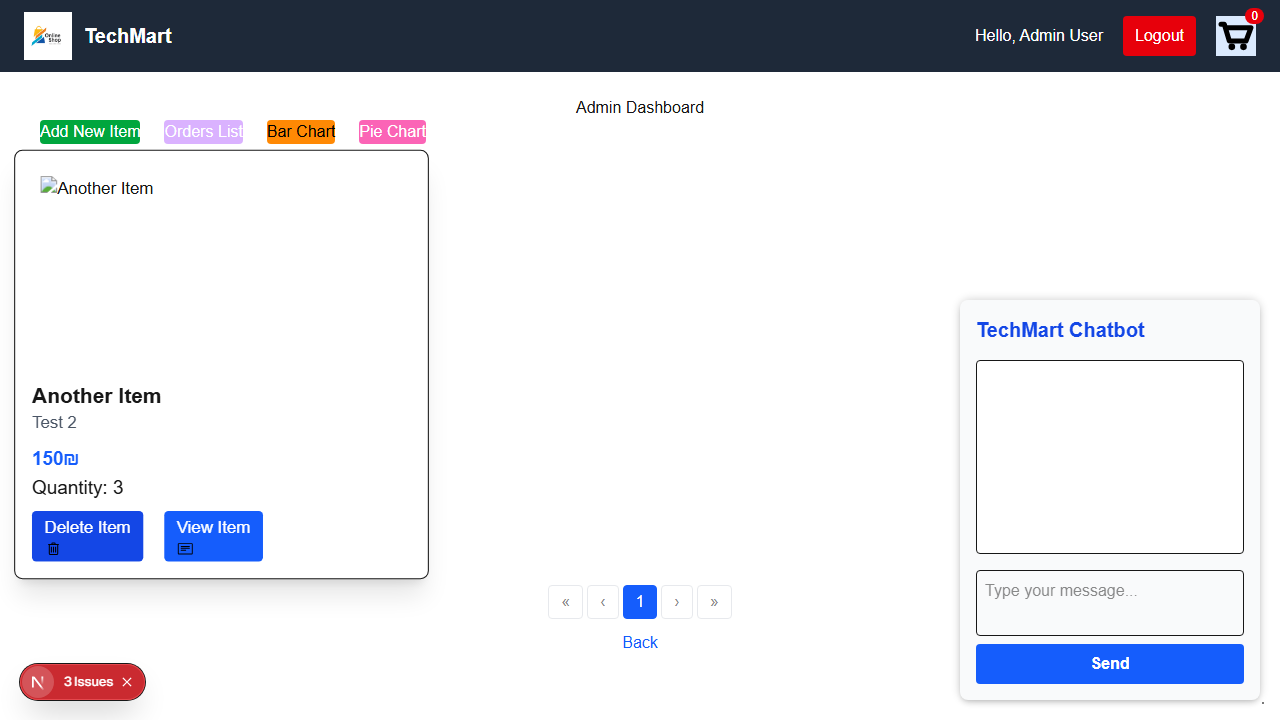 Online
Shop
TechMart
Hello, Admin User
Logout
0
Admin Dashboard
Add New Item
Orders List
Bar Chart
Pie Chart
Another Item
Another Item
Test 2
150₪
Quantity: 3
Delete Item
View Item
TechMart Chatbot
Type your message...
Send
« ‹ 1 › »
Back
N
3 Issues
.